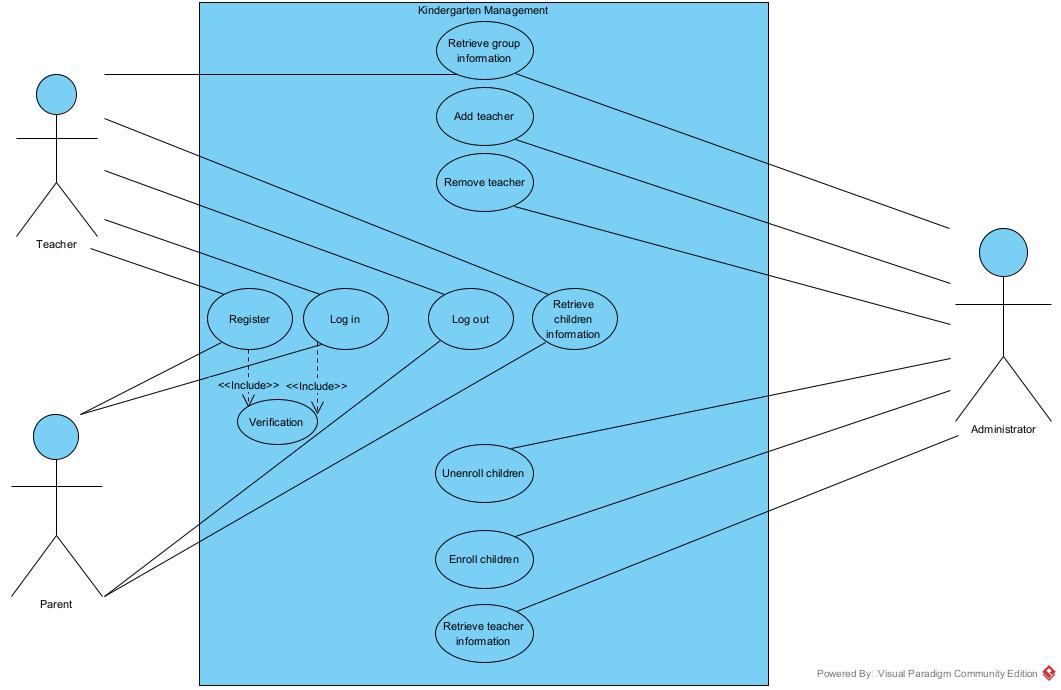 Kindergarten Management
Retrieve group
information
Add teacher
Remove teacher
Teacher
Register
Log in
Log out
Retrieve
children
information
<<Include>>
<<Include>>
Verification
Administrator
Unenroll children
Enroll children
Parent
Retrieve teacher
information
Powered By Visual Paradigm Community Edition